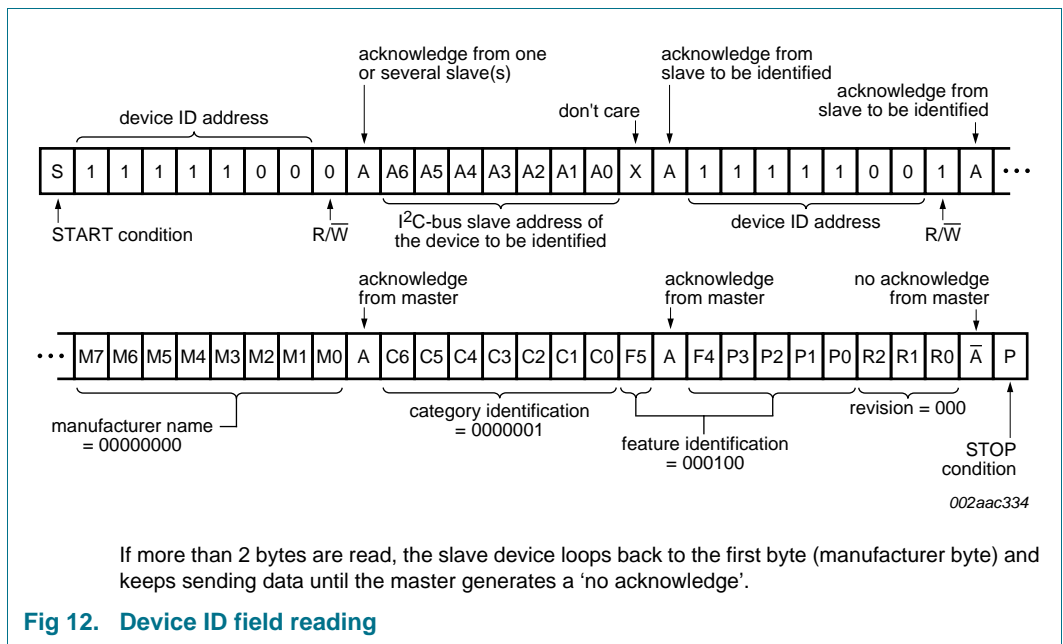 acknowledge from one
or several slave(s)
acknowledge from
slave to be identified
acknowledge from
slave to be identified
device ID address
don't care
S 1 1 1 1 1 0 0 0 A A6 A5 A4 A3 A2 A1 A0 X A 1 1 1 1 1 0 0 1 A •••
START condition
R/W̅
I²C-bus slave address of
the device to be identified
device ID address
R/W̅
acknowledge
from master
acknowledge
from master
no acknowledge
from master
••• M7 M6 M5 M4 M3 M2 M1 M0 A C6 C5 C4 C3 C2 C1 C0 F5 A F4 P3 P2 P1 P0 R2 R1 R0 A̅ P
manufacturer name
= 00000000
category identification
= 0000001
feature identification
= 000100
revision = 000
STOP
condition
002aac334
If more than 2 bytes are read, the slave device loops back to the first byte (manufacturer byte) and
keeps sending data until the master generates a ‘no acknowledge’.
Fig 12. Device ID field reading